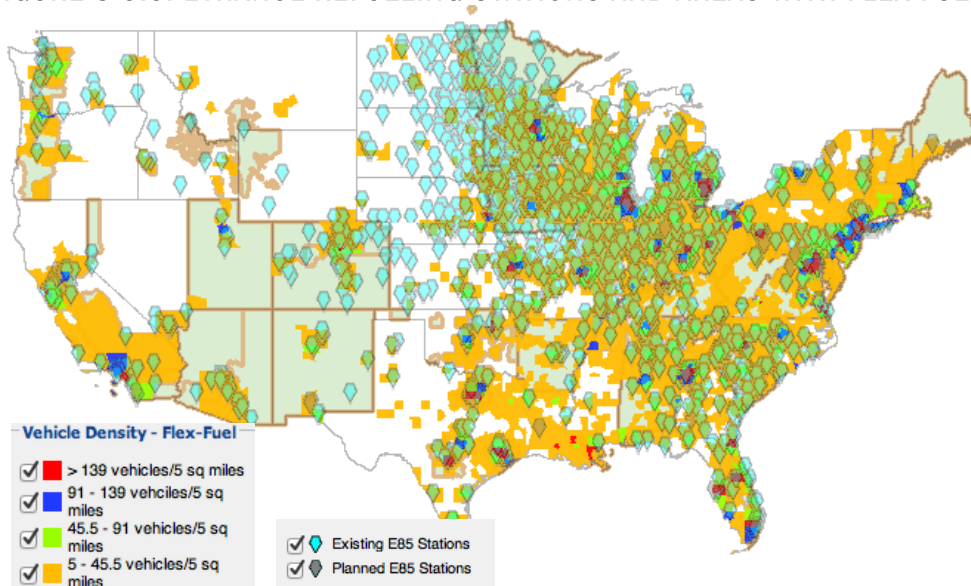 Vehicle Density - Flex-Fuel
> 139 vehicles/5 sq miles
91 - 139 vehciles/5 sq
miles
45.5 - 91 vehicles/5 sq
miles
5 - 45.5 vehicles/5 sq
miles
Existing E85 Stations
Planned E85 Stations